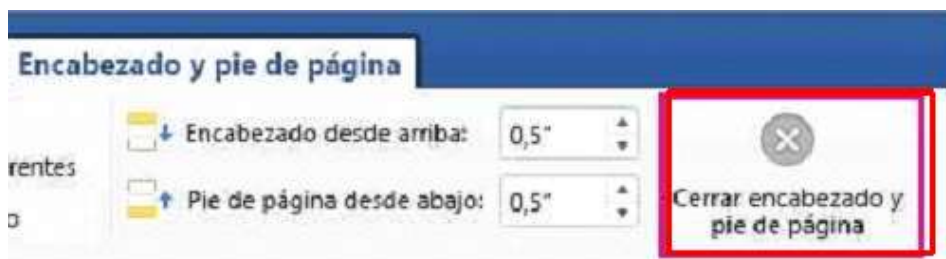 Encabezado y pie de página
Encabezado desde arriba: 0,5"
rentes
Pie de página desde abajo: 0,5"
o
Cerrar encabezado y
pie de página